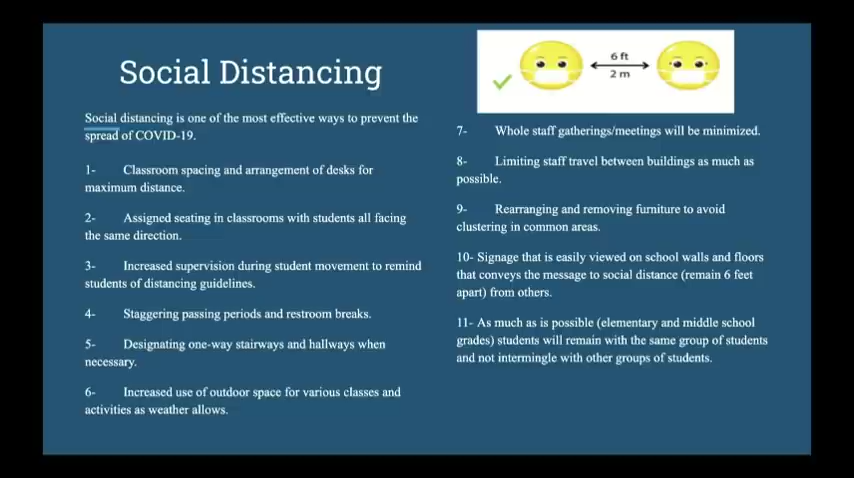 Social Distancing
Social distancing is one of the most effective ways to prevent the
spread of COVID-19.
1- Classroom spacing and arrangement of desks for
maximum distance.
2- Assigned seating in classrooms with students all facing
the same direction.
3- Increased supervision during student movement to remind
students of distancing guidelines.
4- Staggering passing periods and restroom breaks.
5- Designating one-way stairways and hallways when
necessary.
6- Increased use of outdoor space for various classes and
activities as weather allows.
6 ft
2 m
7- Whole staff gatherings/meetings will be minimized.
8- Limiting staff travel between buildings as much as
possible.
9- Rearranging and removing furniture to avoid
clustering in common areas.
10- Signage that is easily viewed on school walls and floors
that conveys the message to social distance (remain 6 feet
apart) from others.
11- As much as is possible (elementary and middle school
grades) students will remain with the same group of students
and not intermingle with other groups of students.